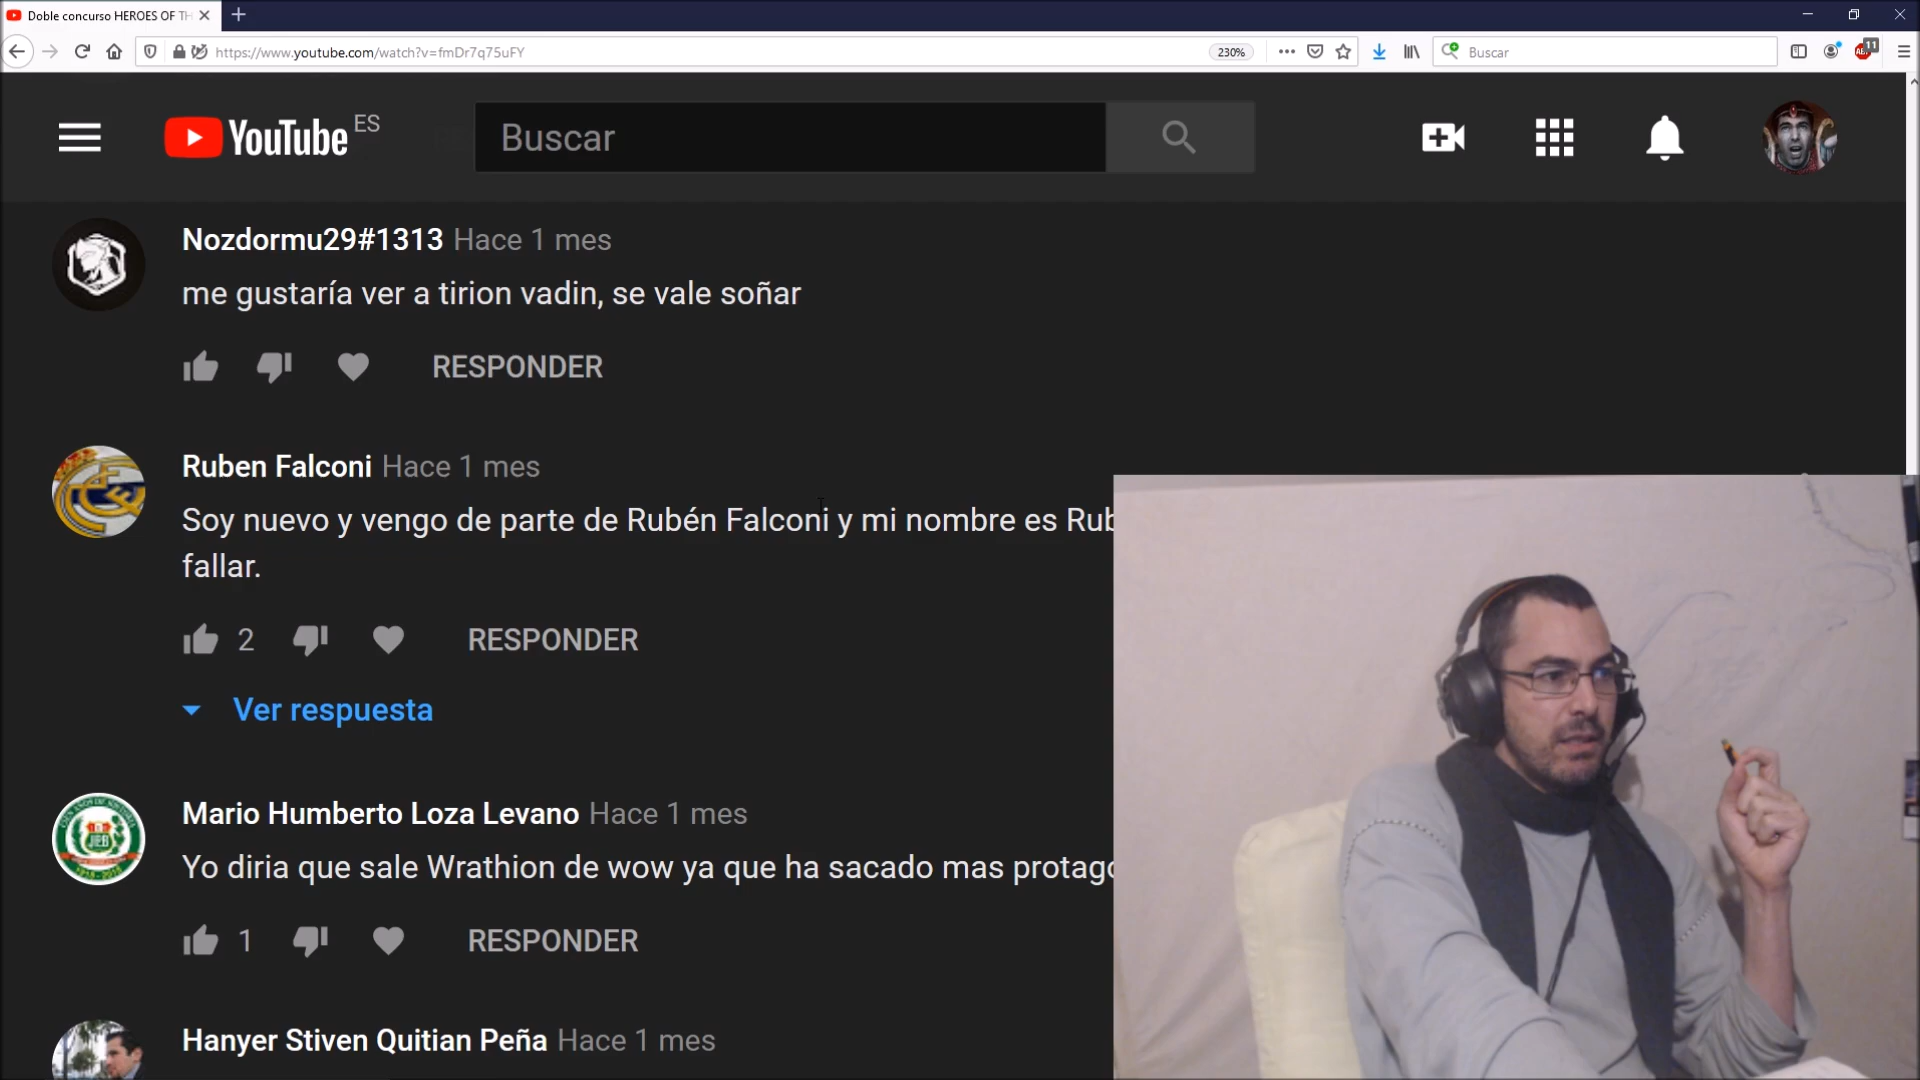 Doble concurso HEROES OF TH
https://www.youtube.com/watch?v=fmDr7q75uFY
230%
Buscar
11
YouTube ES
Buscar
Nozdormu29#1313 Hace 1 mes
me gustaría ver a tirion vadin, se vale soñar
RESPONDER
Ruben Falconi Hace 1 mes
Soy nuevo y vengo de parte de Rubén Falconi y mi nombre es Rub
fallar.
2 RESPONDER
Ver respuesta
Mario Humberto Loza Levano Hace 1 mes
Yo diria que sale Wrathion de wow ya que ha sacado mas protago
1 RESPONDER
Hanyer Stiven Quitian Peña Hace 1 mes